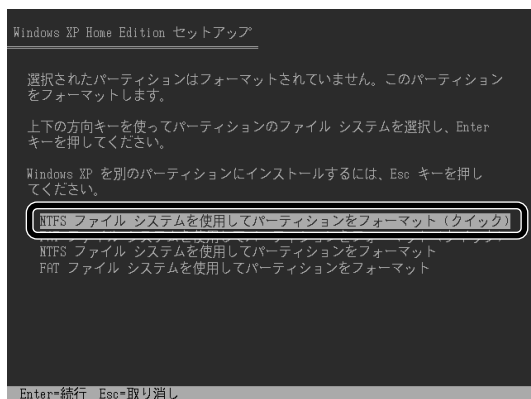 Windows XP Home Edition セットアップ
選択されたパーティションはフォーマットされていません。このパーティション
をフォーマットします。
上下の方向キーを使ってパーティションのファイル システムを選択し、Enter
キーを押してください。
Windows XP を別のパーティションにインストールするには、Esc キーを押し
てください。
NTFS ファイル システムを使用してパーティションをフォーマット (クイック)
NTFS ファイル システムを使用してパーティションをフォーマット
FAT ファイル システムを使用してパーティションをフォーマット
Enter=続行 Esc=取り消し